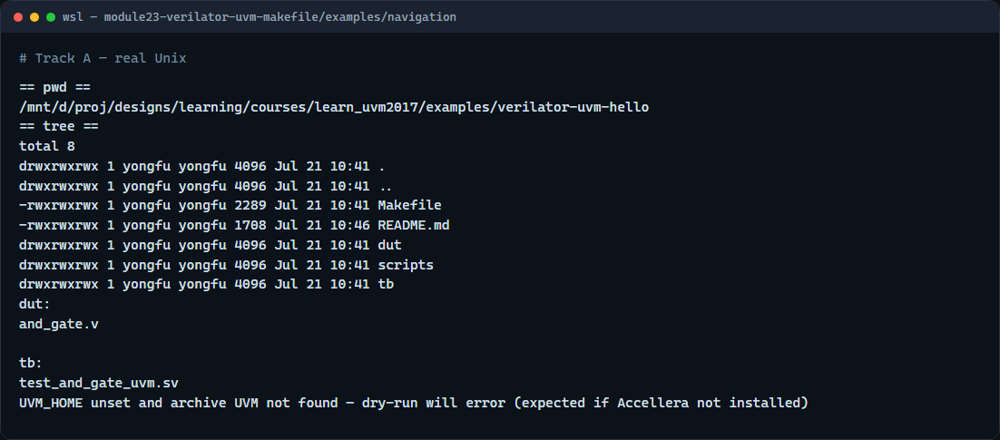 wsl — module23-verilator-uvm-makefile/examples/navigation
# Track A — real Unix
== pwd ==
/mnt/d/proj/designs/learning/courses/learn_uvm2017/examples/verilator-uvm-hello
== tree ==
total 8
drwxrwxrwx 1 yongfu yongfu 4096 Jul 21 10:41 .
drwxrwxrwx 1 yongfu yongfu 4096 Jul 21 10:41 ..
-rwxrwxrwx 1 yongfu yongfu 2289 Jul 21 10:41 Makefile
-rwxrwxrwx 1 yongfu yongfu 1708 Jul 21 10:46 README.md
drwxrwxrwx 1 yongfu yongfu 4096 Jul 21 10:41 dut
drwxrwxrwx 1 yongfu yongfu 4096 Jul 21 10:41 scripts
drwxrwxrwx 1 yongfu yongfu 4096 Jul 21 10:41 tb
dut:
and_gate.v
tb:
test_and_gate_uvm.sv
UVM_HOME unset and archive UVM not found — dry-run will error (expected if Accellera not installed)